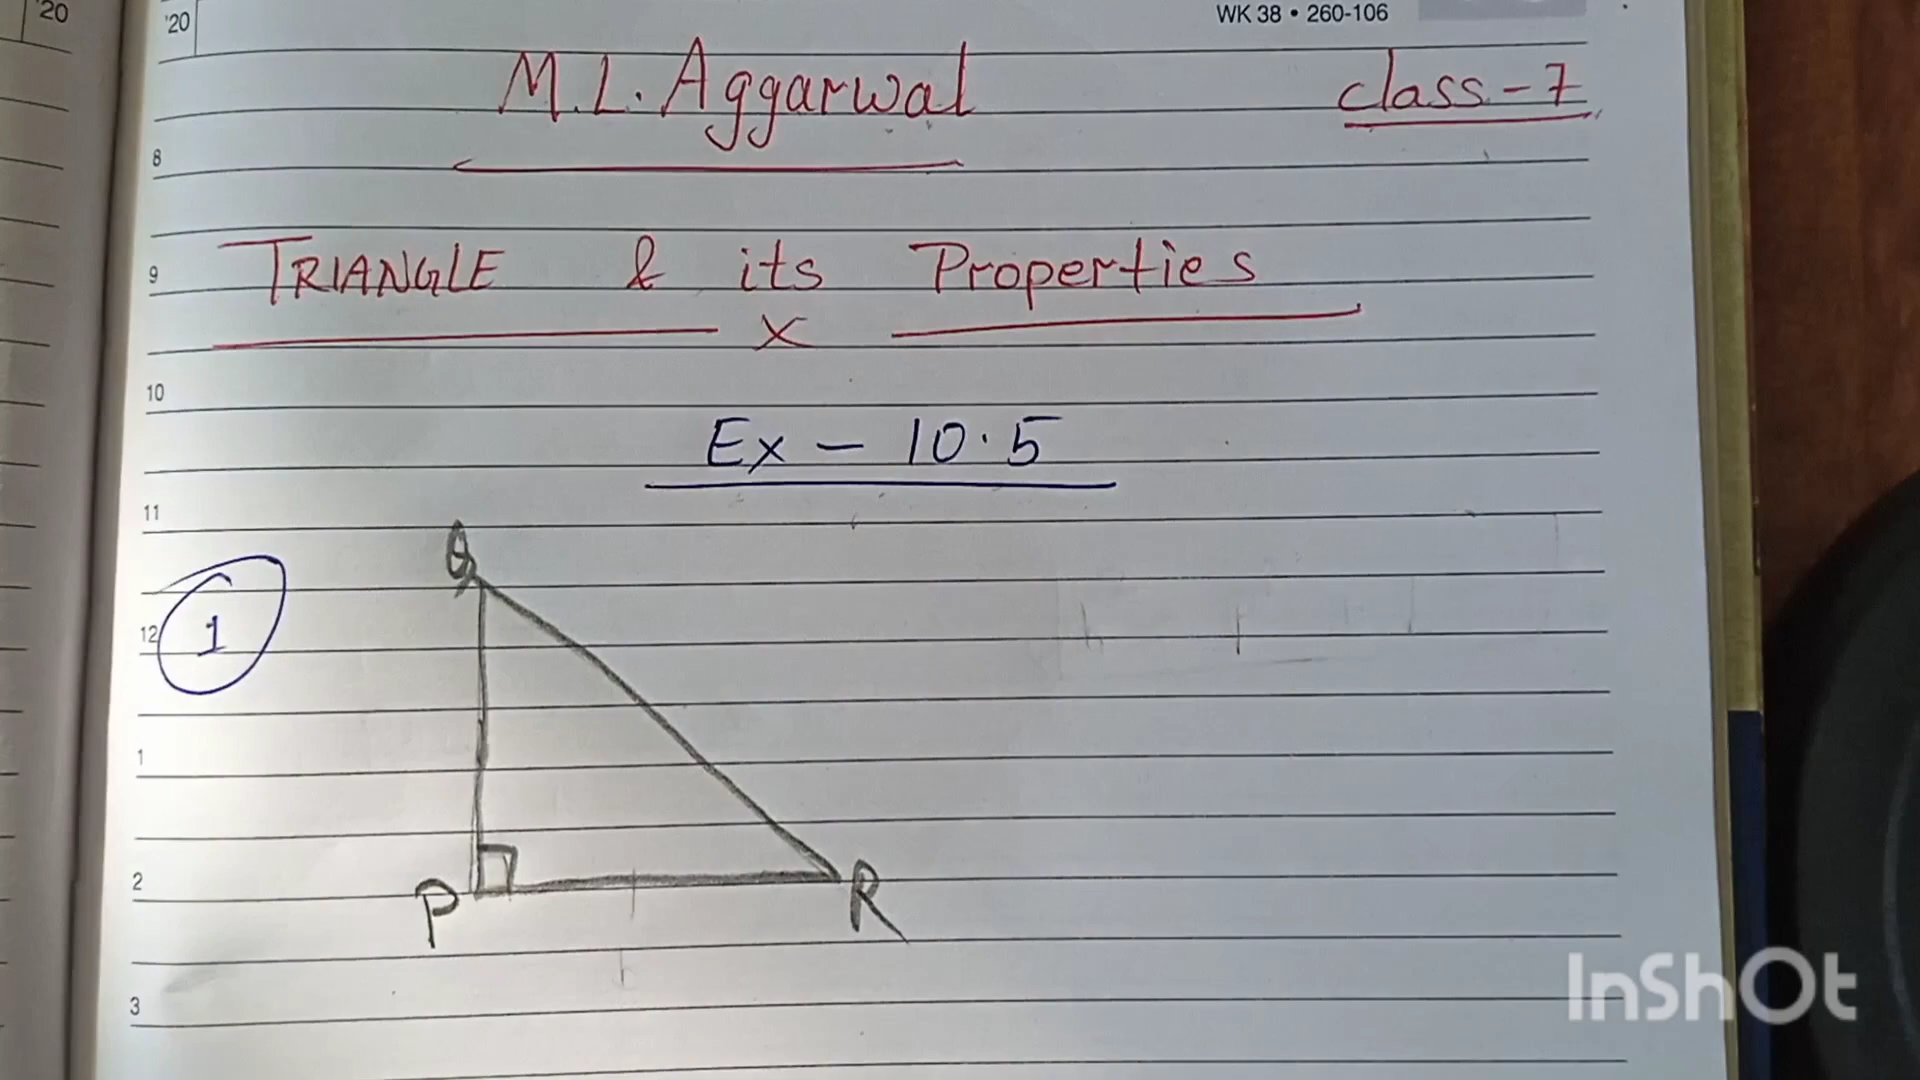 '20
'20
WK 38 • 260-106
M.L. Aggarwal
class-7
8
TRIANGLE & its Properties
9
x
10
Ex - 10.5
11
Q
1
12
1
2
P
R
3
InShOt